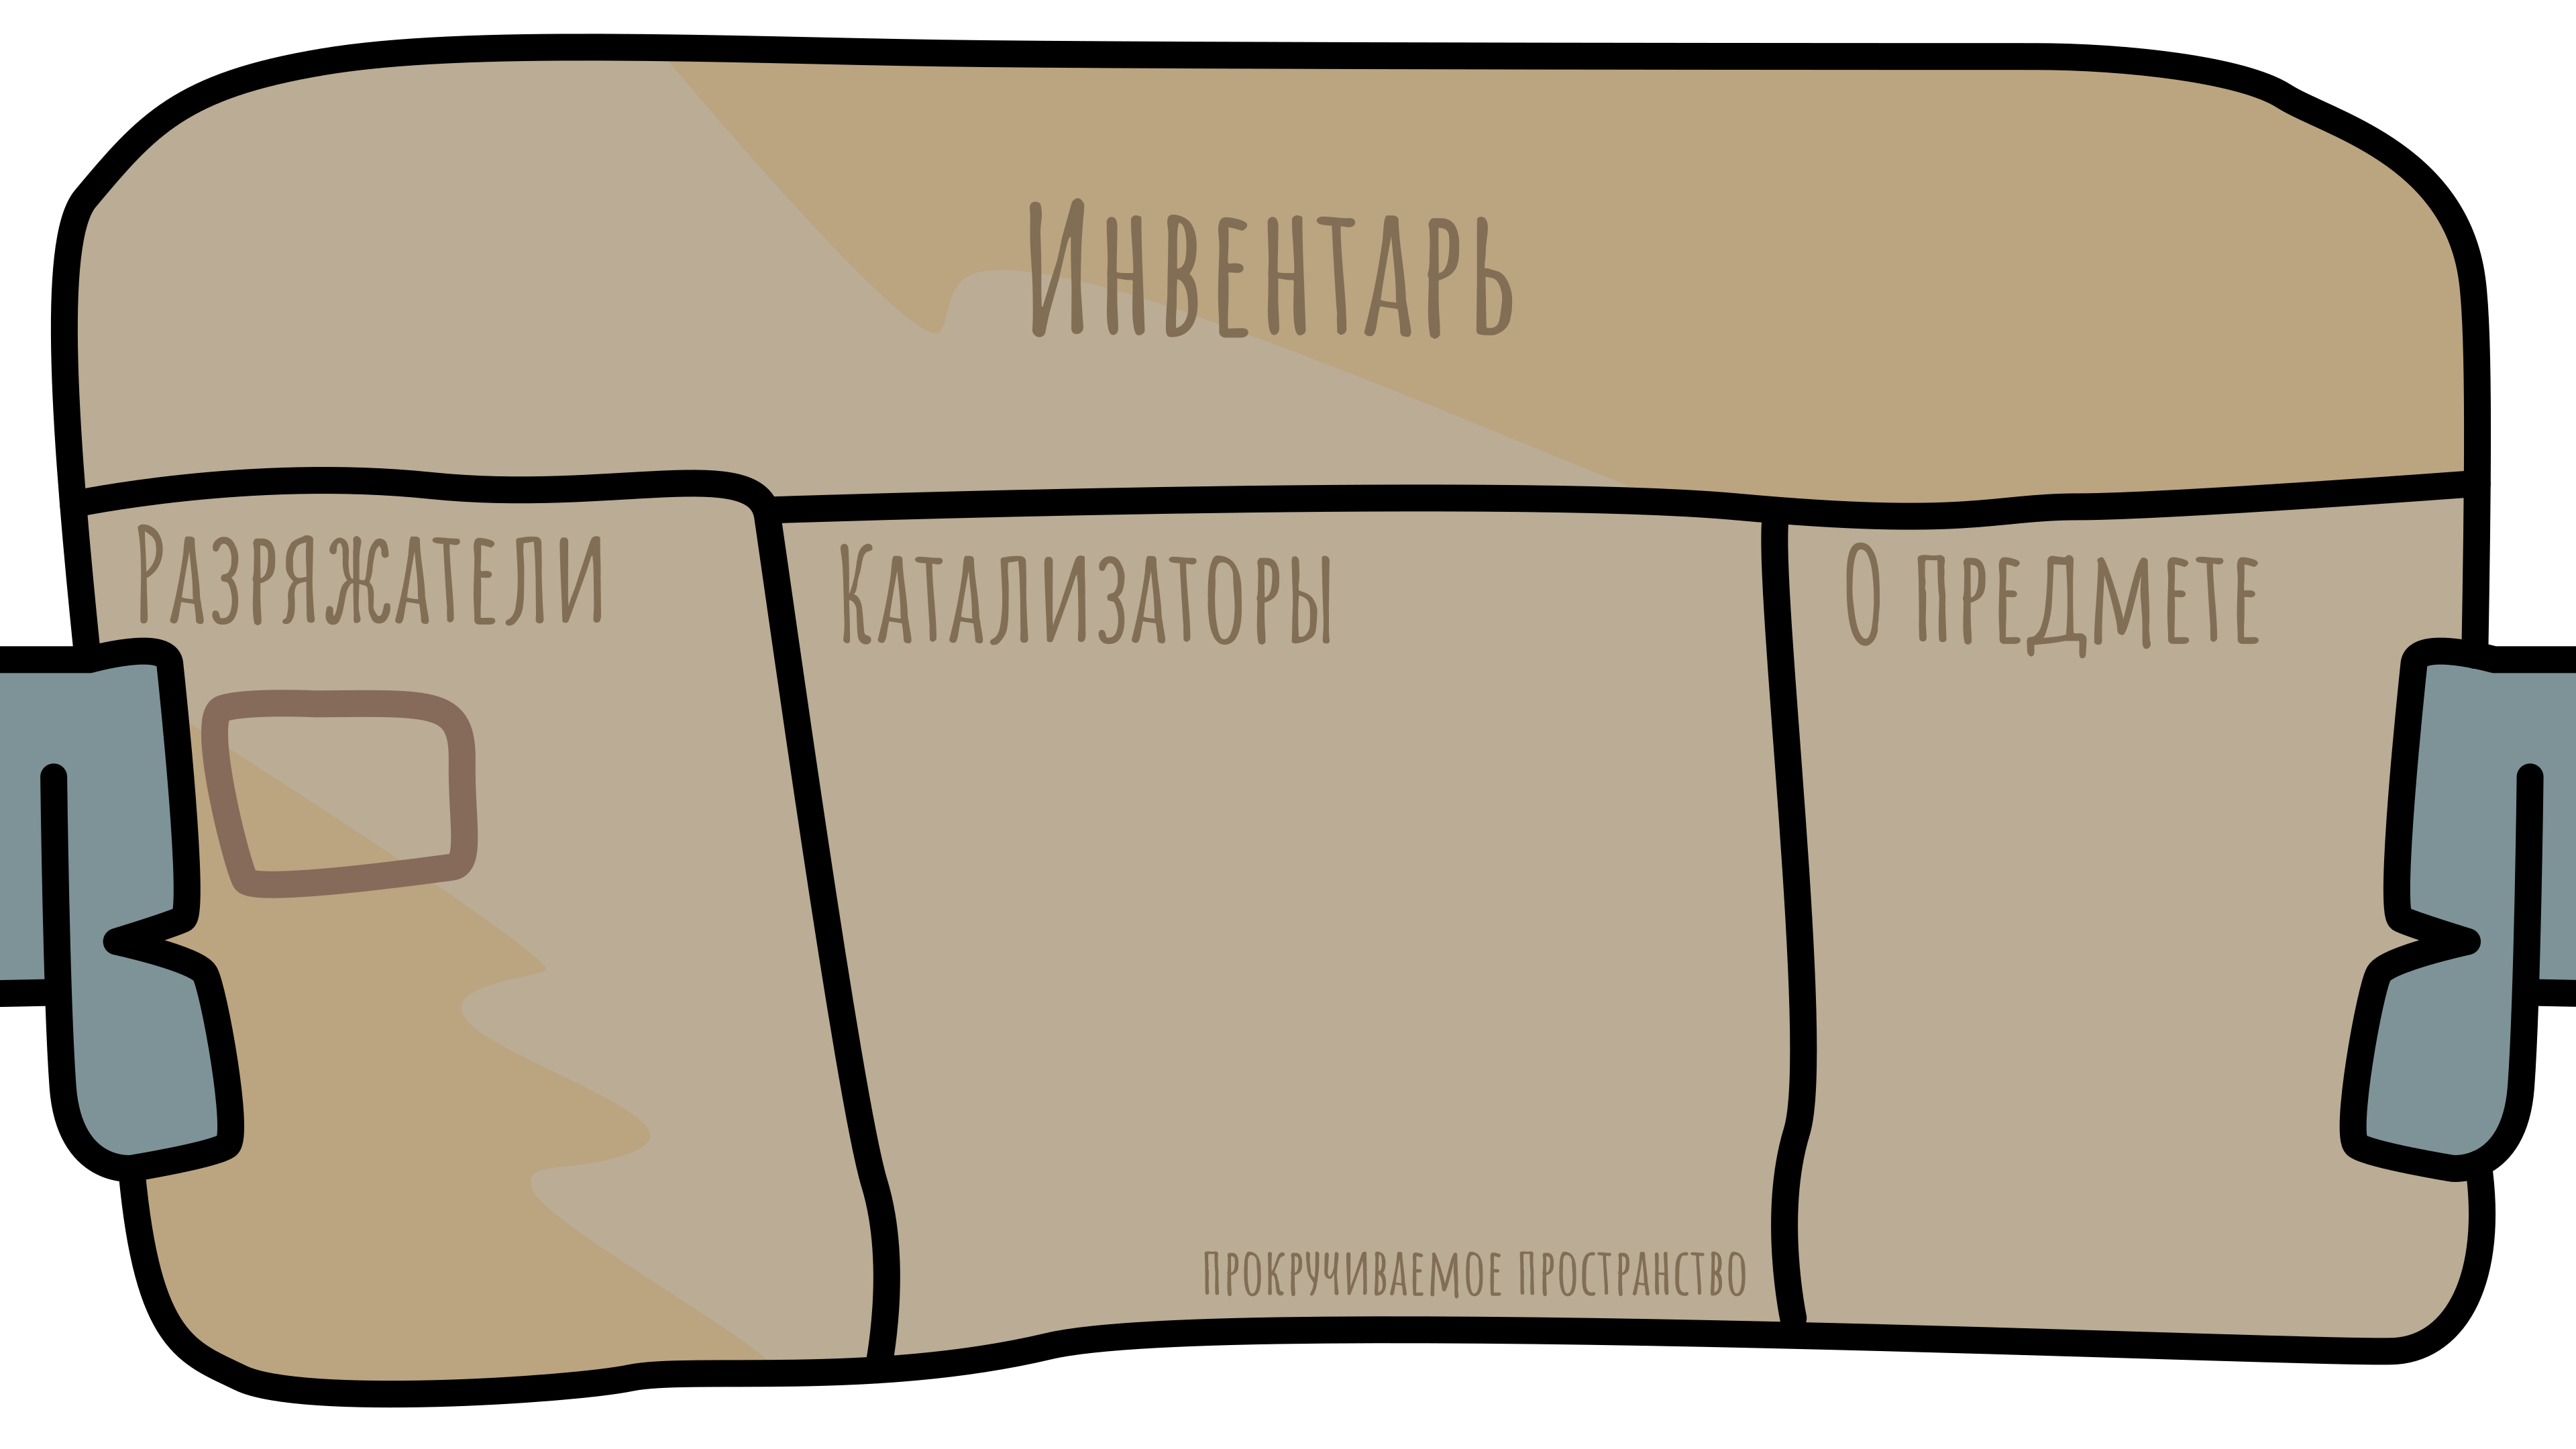 Инвентарь
Разряжатели
Катализаторы
О предмете
прокручиваемое пространство